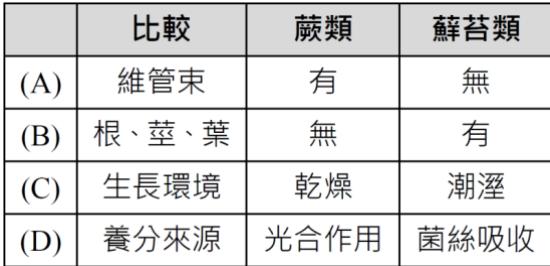 比較 蕨類 蘚苔類
(A) 維管束 有 無
(B) 根、莖、葉 無 有
(C) 生長環境 乾燥 潮溼
(D) 養分來源 光合作用 菌絲吸收